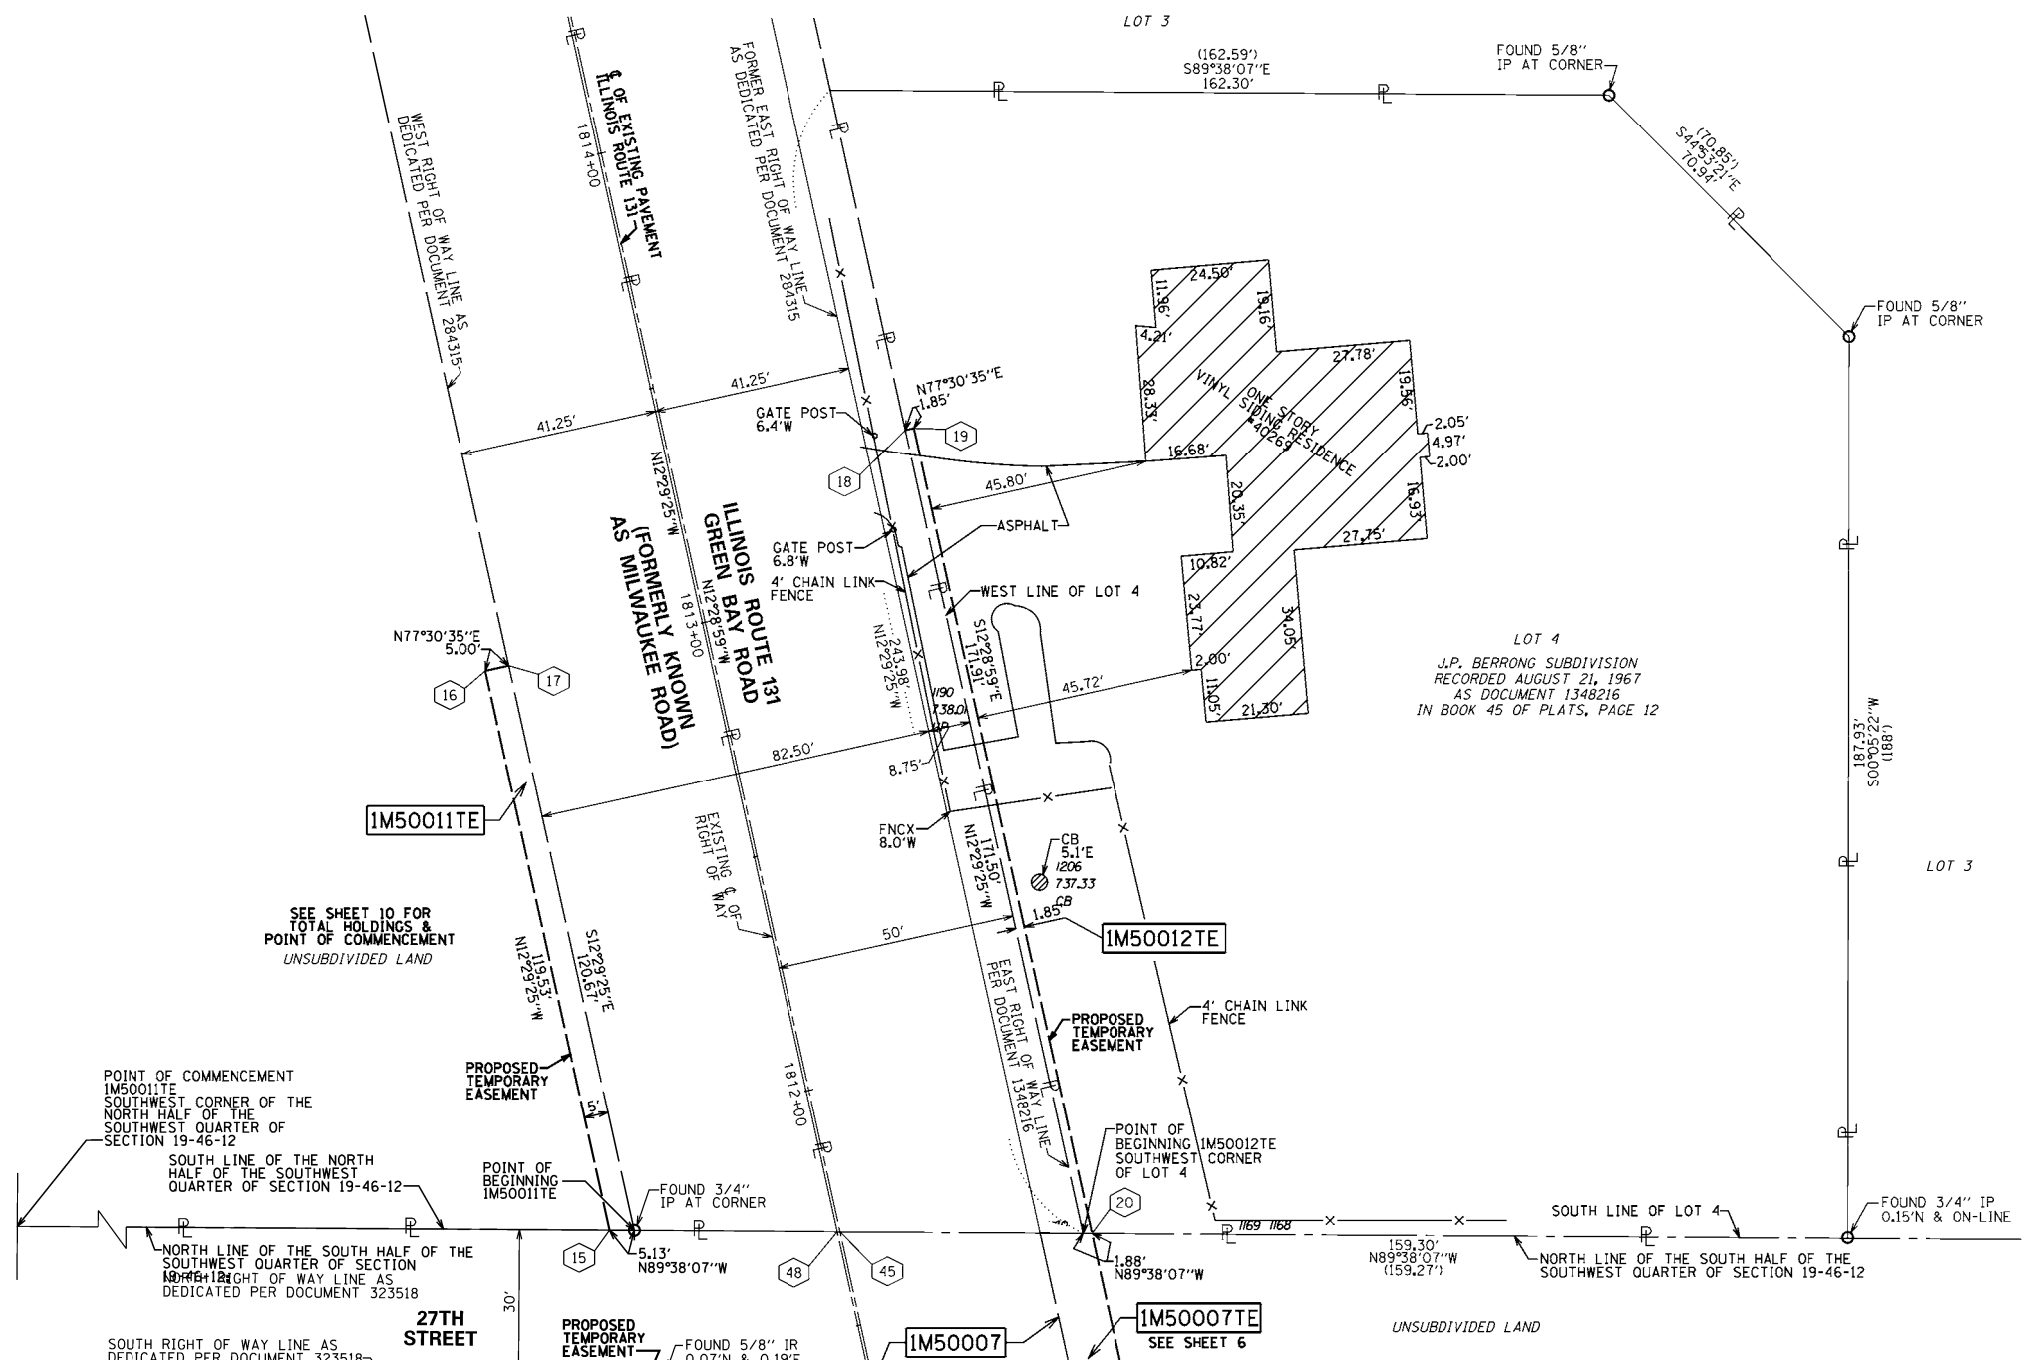 LOT 3
(162.59')
S89°38'07"E
162.30'
FOUND 5/8"
IP AT CORNER
(70.85')
S44°53'21"E
70.94'
FOUND 5/8"
IP AT CORNER
WEST RIGHT OF WAY LINE AS
DEDICATED PER DOCUMENT 284315
℄ OF EXISTING PAVEMENT
ILLINOIS ROUTE 131
1814+00
FORMER EAST RIGHT OF WAY LINE
AS DEDICATED PER DOCUMENT 284315
24.50'
11.96'
19.16'
4.21'
27.78'
28.33'
19.56'
VINYL SIDING RESIDENCE
ONE STORY
#40269
2.05'
4.97'
2.00'
16.68'
20.35'
16.93'
27.75'
10.82'
23.77'
34.05'
2.00'
11.05'
21.30'
41.25'
41.25'
N77°30'35"E
1.85'
GATE POST
6.4'W
19
18
45.80'
ASPHALT
N12°29'25"W
ILLINOIS ROUTE 131
GREEN BAY ROAD
(FORMERLY KNOWN
AS MILWAUKEE ROAD)
N12°28'59"W
1813+00
GATE POST
6.8'W
4' CHAIN LINK
FENCE
WEST LINE OF LOT 4
243.98'
N12°29'25"W
S12°28'59"E
171.91'
45.72'
1190
738.01
LOT 4
J.P. BERRONG SUBDIVISION
RECORDED AUGUST 21, 1967
AS DOCUMENT 1348216
IN BOOK 45 OF PLATS, PAGE 12
187.93'
S00°05'22"W
(188')
N77°30'35"E
5.00'
16
17
82.50'
8.75'
1M50011TE
EXISTING ℄ OF
RIGHT OF WAY
FNCX
8.0'W
171.50'
N12°29'25"W
CB
5.1'E
1206
737.33
CB
1.85'
1M50012TE
LOT 3
SEE SHEET 10 FOR
TOTAL HOLDINGS &
POINT OF COMMENCEMENT
UNSUBDIVIDED LAND
50'
119.53'
N12°29'25"W
S12°29'25"E
120.67'
EAST RIGHT OF WAY LINE
PER DOCUMENT 1348216
4' CHAIN LINK
FENCE
PROPOSED
TEMPORARY
EASEMENT
PROPOSED
TEMPORARY
EASEMENT
5'
1812+00
POINT OF COMMENCEMENT
1M50011TE
SOUTHWEST CORNER OF THE
NORTH HALF OF THE
SOUTHWEST QUARTER OF
SECTION 19-46-12
SOUTH LINE OF THE NORTH
HALF OF THE SOUTHWEST
QUARTER OF SECTION 19-46-12
POINT OF
BEGINNING
1M50011TE
FOUND 3/4"
IP AT CORNER
POINT OF
BEGINNING 1M50012TE
SOUTHWEST CORNER
OF LOT 4
20
1169 1168
SOUTH LINE OF LOT 4
FOUND 3/4" IP
0.15'N & ON-LINE
NORTH LINE OF THE SOUTH HALF OF THE
SOUTHWEST QUARTER OF SECTION
19-46-12
NORTH RIGHT OF WAY LINE AS
DEDICATED PER DOCUMENT 323518
15
5.13'
N89°38'07"W
48
45
1.88'
N89°38'07"W
159.30'
N89°38'07"W
(159.27')
NORTH LINE OF THE SOUTH HALF OF THE
SOUTHWEST QUARTER OF SECTION 19-46-12
30'
27TH
STREET
PROPOSED
TEMPORARY
EASEMENT
1M50007
1M50007TE
SEE SHEET 6
UNSUBDIVIDED LAND
SOUTH RIGHT OF WAY LINE AS
DEDICATED PER DOCUMENT 323518
FOUND 5/8" IR
0.07'N & 0.19'E